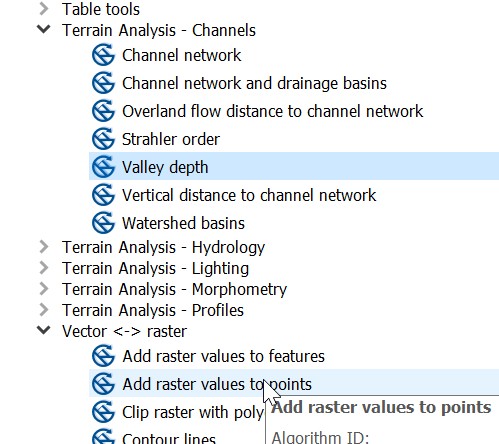 Table tools
Terrain Analysis - Channels
Channel network
Channel network and drainage basins
Overland flow distance to channel network
Strahler order
Valley depth
Vertical distance to channel network
Watershed basins
Terrain Analysis - Hydrology
Terrain Analysis - Lighting
Terrain Analysis - Morphometry
Terrain Analysis - Profiles
Vector <-> raster
Add raster values to features
Add raster values to points
Clip raster with poly
Add raster values to points
Contour lines
Algorithm ID: